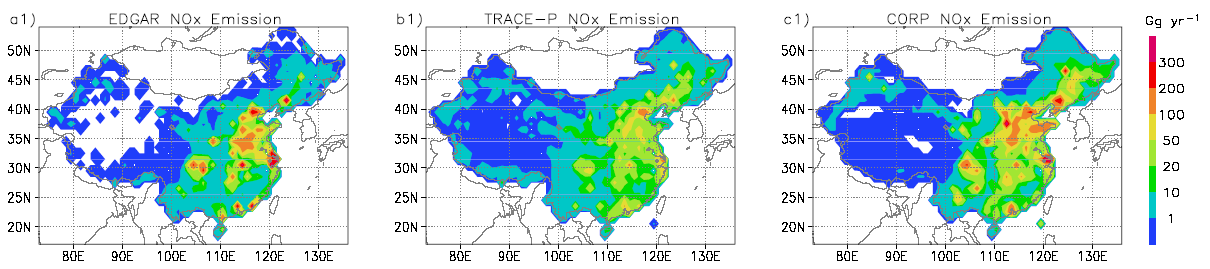 a1) EDGAR NOx Emission
50N
45N
40N
35N
30N
25N
20N
80E 90E 100E 110E 120E 130E
b1) TRACE-P NOx Emission
50N
45N
40N
35N
30N
25N
20N
80E 90E 100E 110E 120E 130E
c1) CORP NOx Emission
50N
45N
40N
35N
30N
25N
20N
80E 90E 100E 110E 120E 130E
Gg yr⁻¹
300
200
100
50
20
10
1